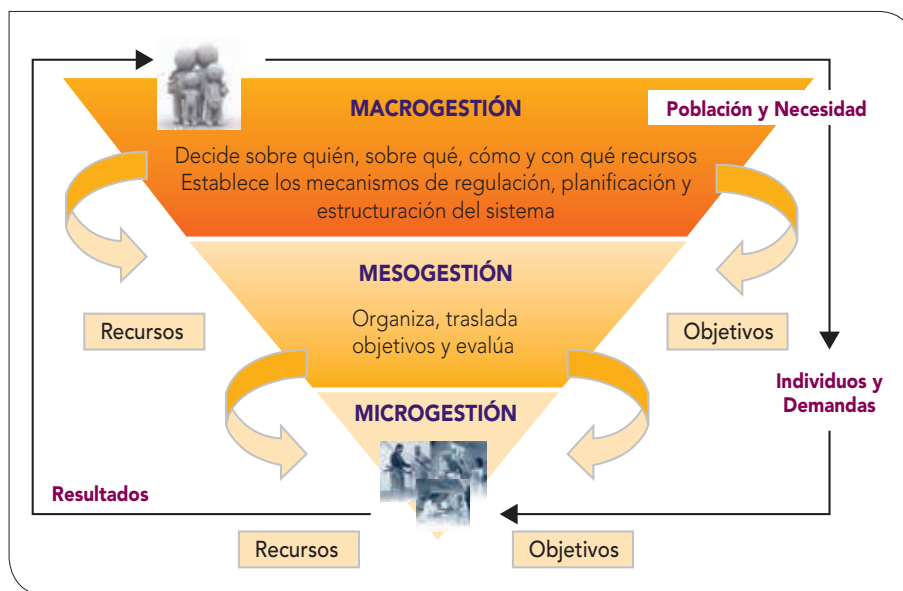 MACROGESTIÓN
Población y Necesidad
Decide sobre quién, sobre qué, cómo y con qué recursos
Establece los mecanismos de regulación, planificación y
estructuración del sistema
MESOGESTIÓN
Organiza, traslada
objetivos y evalúa
Recursos
Objetivos
Individuos y
Demandas
MICROGESTIÓN
Resultados
Recursos
Objetivos